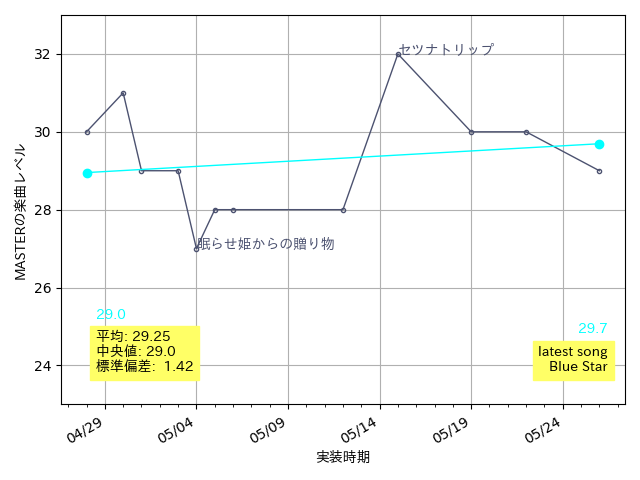 32
30
28
26
24
MASTERの楽曲レベル
セツナトリップ
眠らせ姫からの贈り物
29.0
平均: 29.25
中央値: 29.0
標準偏差: 1.42
29.7
latest song
Blue Star
04/29
05/04
05/09
05/14
05/19
05/24
実装時期